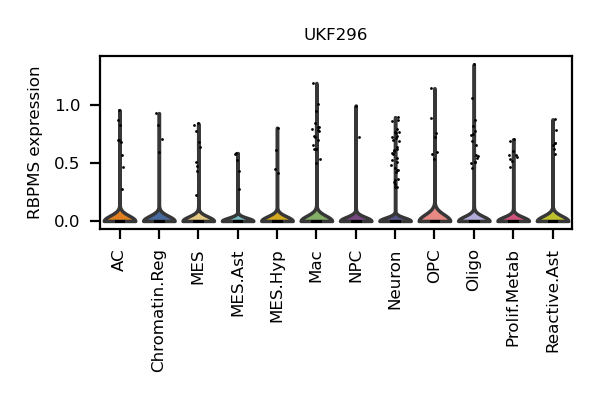 UKF296
RBPMS expression
1.0
0.5
0.0
AC
Chromatin.Reg
MES
MES.Ast
MES.Hyp
Mac
NPC
Neuron
OPC
Oligo
Prolif.Metab
Reactive.Ast